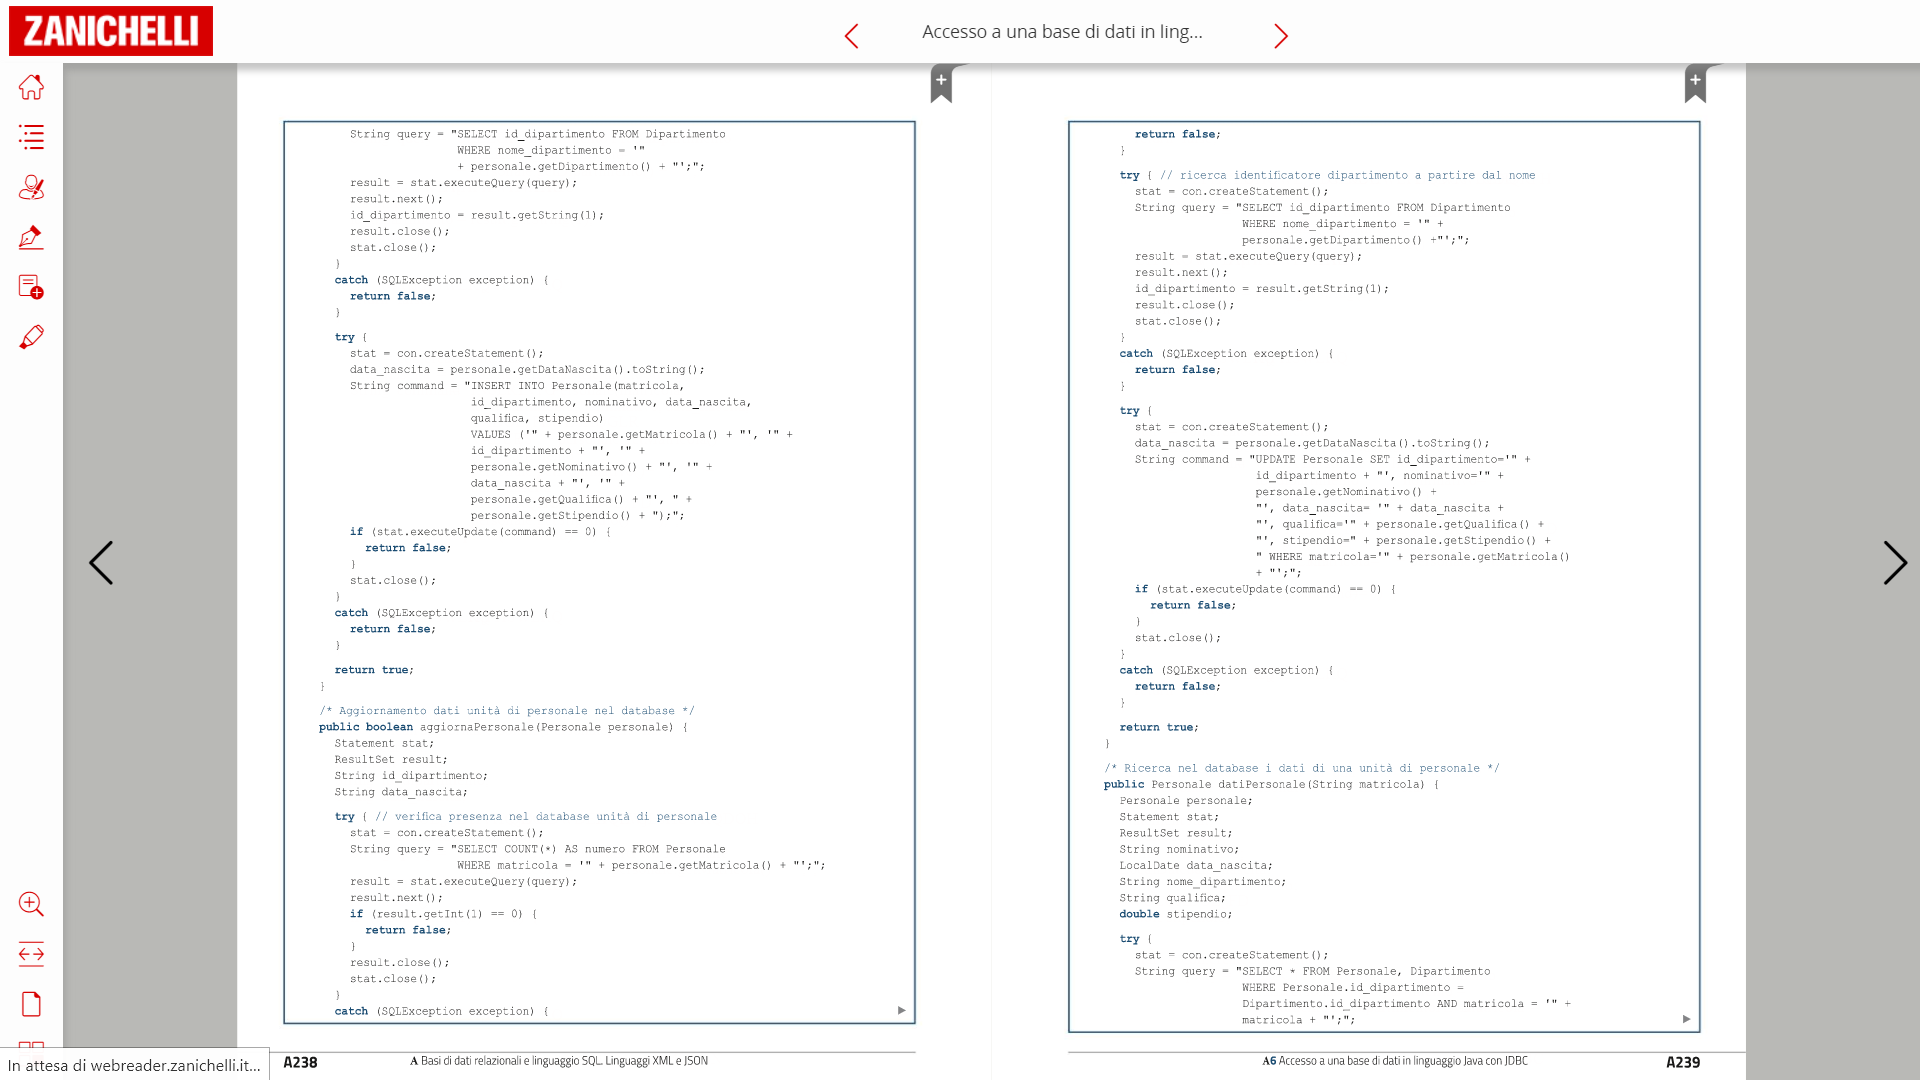 ZANICHELLI
Accesso a una base di dati in ling...
String query = "SELECT id_dipartimento FROM Dipartimento
WHERE nome_dipartimento = '"
+ personale.getDipartimento() + "';";
result = stat.executeQuery(query);
result.next();
id_dipartimento = result.getString(1);
result.close();
stat.close();
}
catch (SQLException exception) {
return false;
}
try {
stat = con.createStatement();
data_nascita = personale.getDataNascita().toString();
String command = "INSERT INTO Personale(matricola,
id_dipartimento, nominativo, data_nascita,
qualifica, stipendio)
VALUES ('" + personale.getMatricola() + "', '" +
id_dipartimento + "', '" +
personale.getNominativo() + "', '" +
data_nascita + "', '" +
personale.getQualifica() + "', " +
personale.getStipendio() + ");";
if (stat.executeUpdate(command) == 0) {
return false;
}
stat.close();
}
catch (SQLException exception) {
return false;
}
return true;
}
/* Aggiornamento dati unità di personale nel database */
public boolean aggiornaPersonale(Personale personale) {
Statement stat;
ResultSet result;
String id_dipartimento;
String data_nascita;
try { // verifica presenza nel database unità di personale
stat = con.createStatement();
String query = "SELECT COUNT(*) AS numero FROM Personale
WHERE matricola = '" + personale.getMatricola() + "';";
result = stat.executeQuery(query);
result.next();
if (result.getInt(1) == 0) {
return false;
}
result.close();
stat.close();
}
catch (SQLException exception) {
A238
A Basi di dati relazionali e linguaggio SQL. Linguaggi XML e JSON
return false;
}
try { // ricerca identificatore dipartimento a partire dal nome
stat = con.createStatement();
String query = "SELECT id_dipartimento FROM Dipartimento
WHERE nome_dipartimento = '" +
personale.getDipartimento() +"';";
result = stat.executeQuery(query);
result.next();
id_dipartimento = result.getString(1);
result.close();
stat.close();
}
catch (SQLException exception) {
return false;
}
try {
stat = con.createStatement();
data_nascita = personale.getDataNascita().toString();
String command = "UPDATE Personale SET id_dipartimento='" +
id_dipartimento + "', nominativo='" +
personale.getNominativo() +
"', data_nascita= '" + data_nascita +
"', qualifica='" + personale.getQualifica() +
"', stipendio=" + personale.getStipendio() +
" WHERE matricola='" + personale.getMatricola()
+ "';";
if (stat.executeUpdate(command) == 0) {
return false;
}
stat.close();
}
catch (SQLException exception) {
return false;
}
return true;
}
/* Ricerca nel database i dati di una unità di personale */
public Personale datiPersonale(String matricola) {
Personale personale;
Statement stat;
ResultSet result;
String nominativo;
LocalDate data_nascita;
String nome_dipartimento;
String qualifica;
double stipendio;
try {
stat = con.createStatement();
String query = "SELECT * FROM Personale, Dipartimento
WHERE Personale.id_dipartimento =
Dipartimento.id_dipartimento AND matricola = '" +
matricola + "';";
A6 Accesso a una base di dati in linguaggio Java con JDBC
A239
In attesa di webreader.zanichelli.it...